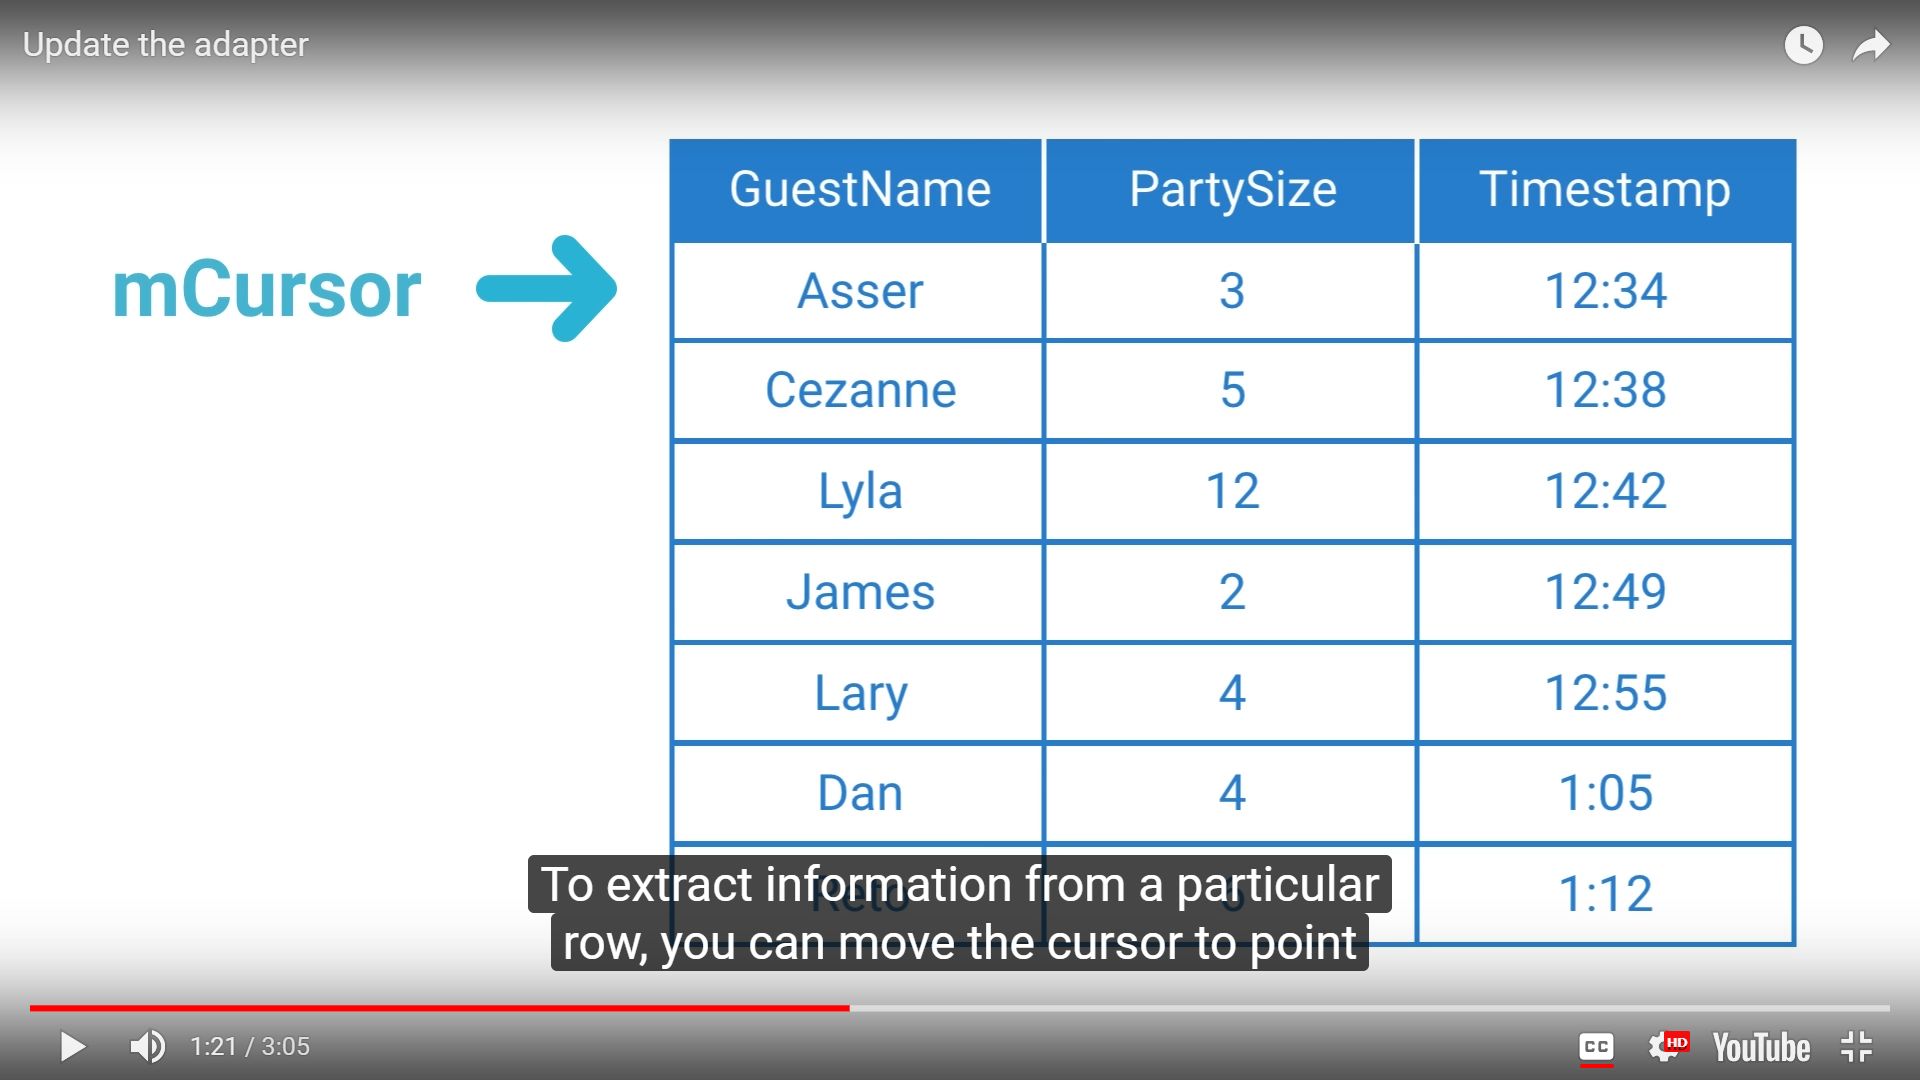 Update the adapter
GuestName PartySize Timestamp
mCursor
Asser 3 12:34
Cezanne 5 12:38
Lyla 12 12:42
James 2 12:49
Lary 4 12:55
Dan 4 1:05
Reto 6 1:12
To extract information from a particular
row, you can move the cursor to point
1:21 / 3:05
CC
HD
YouTube